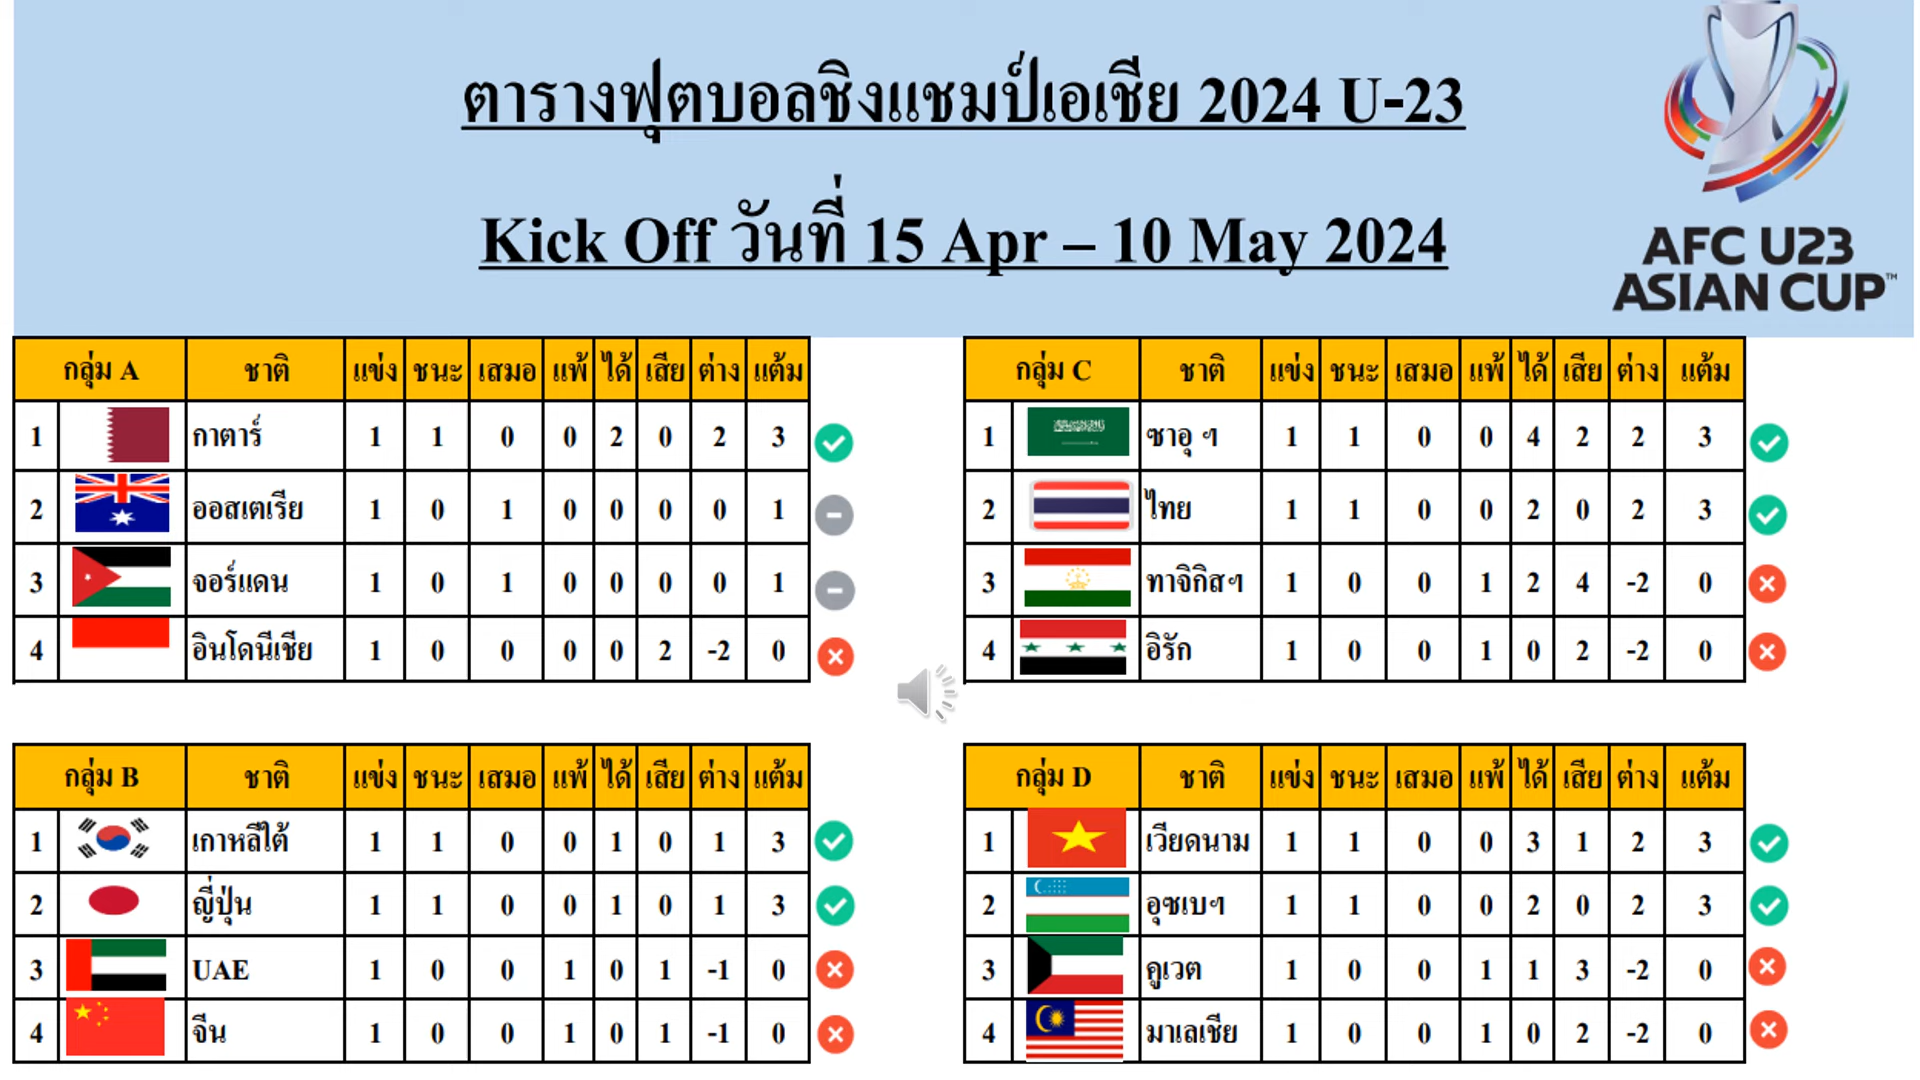 ตารางฟุตบอลชิงแชมป์เอเชีย 2024 U-23
Kick Off วันที่ 15 Apr – 10 May 2024
AFC U23
ASIAN CUP™
กลุ่ม A ชาติ แข่ง ชนะ เสมอ แพ้ ได้ เสีย ต่าง แต้ม
1 กาตาร์ 1 1 0 0 2 0 2 3
2 ออสเตเรีย 1 0 1 0 0 0 0 1
3 จอร์แดน 1 0 1 0 0 0 0 1
4 อินโดนีเซีย 1 0 0 0 0 2 -2 0
กลุ่ม C ชาติ แข่ง ชนะ เสมอ แพ้ ได้ เสีย ต่าง แต้ม
1 ซาอุ ฯ 1 1 0 0 4 2 2 3
2 ไทย 1 1 0 0 2 0 2 3
3 ทาจิกิสฯ 1 0 0 1 2 4 -2 0
4 อิรัก 1 0 0 1 0 2 -2 0
กลุ่ม B ชาติ แข่ง ชนะ เสมอ แพ้ ได้ เสีย ต่าง แต้ม
1 เกาหลีใต้ 1 1 0 0 1 0 1 3
2 ญี่ปุ่น 1 1 0 0 1 0 1 3
3 UAE 1 0 0 1 0 1 -1 0
4 จีน 1 0 0 1 0 1 -1 0
กลุ่ม D ชาติ แข่ง ชนะ เสมอ แพ้ ได้ เสีย ต่าง แต้ม
1 เวียดนาม 1 1 0 0 3 1 2 3
2 อุซเบฯ 1 1 0 0 2 0 2 3
3 คูเวต 1 0 0 1 1 3 -2 0
4 มาเลเซีย 1 0 0 1 0 2 -2 0